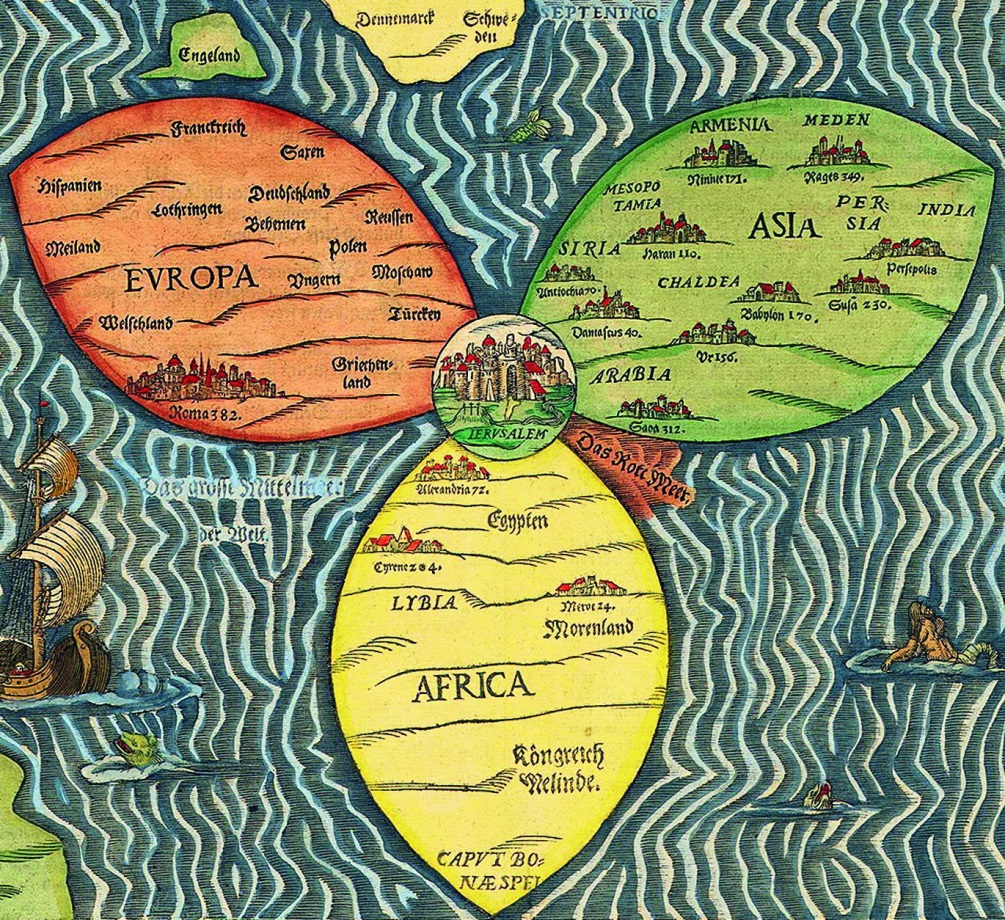 Dennemarck
Schwe=
den
SEPTENTRIO
Engeland
Franckreich
Saxen
Hispanien
Lothringen
Deudschland
Behemen
Reussen
Meiland
Polen
EVROPA
Vngern
Moschaw
Welschland
Türckey
Griechen=
land
Roma 382.
ARMENIA
MEDEN
Niniue 171.
Rages 349.
MESOPO
TAMIA
PER=
SIA
INDIA
ASIA
SIRIA
Haran 110.
Persepolis
Antiochia 70.
CHALDEA
Susa 230.
Damascus 40.
Babylon 170.
Vr 156.
ARABIA
Saba 312.
IERVSALEM
Das Rote Meer.
Das grosse Mittelmeer
der Welt.
Alexandria 72.
Egypten
Cyrene 204.
LYBIA
Meroe 24.
Morenland
AFRICA
Köngreich
Melinde.
CAPVT BO=
NÆ SPEI